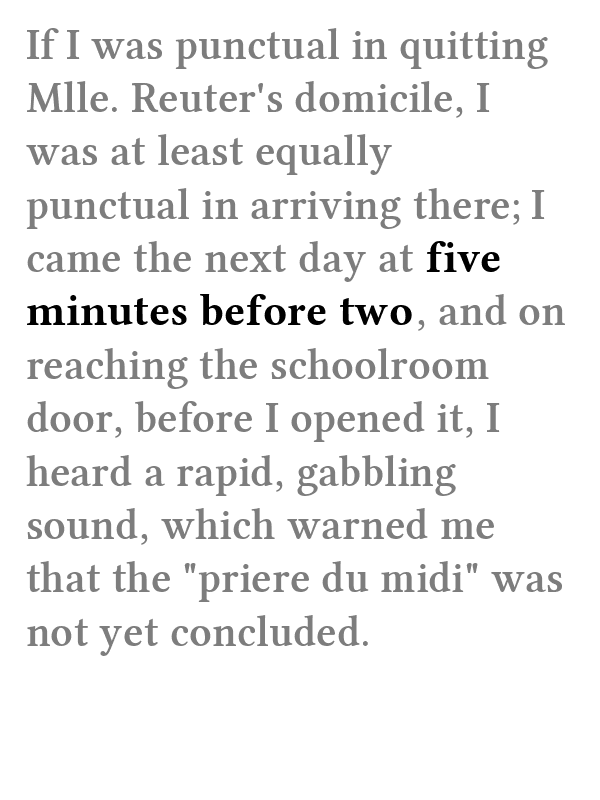 If I was punctual in quitting
Mlle. Reuter's domicile, I
was at least equally
punctual in arriving there; I
came the next day at five
minutes before two, and on
reaching the schoolroom
door, before I opened it, I
heard a rapid, gabbling
sound, which warned me
that the "priere du midi" was
not yet concluded.